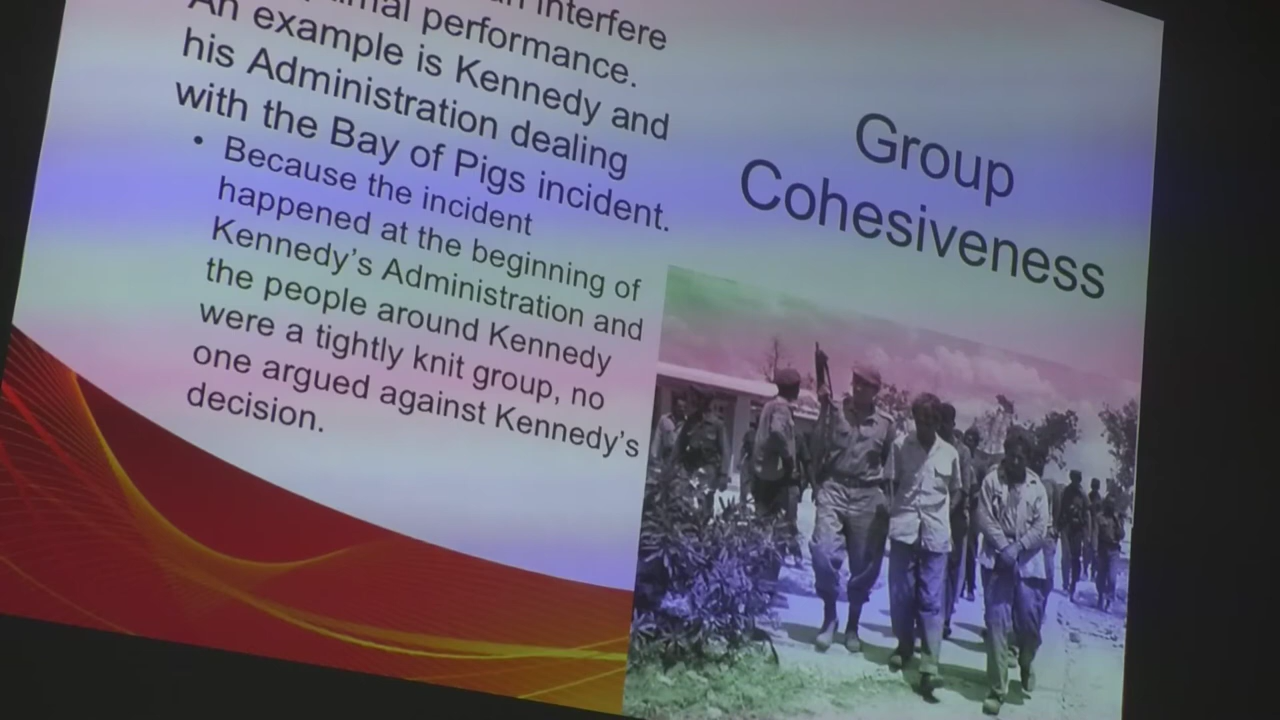 interfere
performance.
An example is Kennedy and
his Administration dealing
with the Bay of Pigs incident.
• Because the incident
happened at the beginning of
Kennedy’s Administration and
the people around Kennedy
were a tightly knit group, no
one argued against Kennedy’s
decision.
Group
Cohesiveness